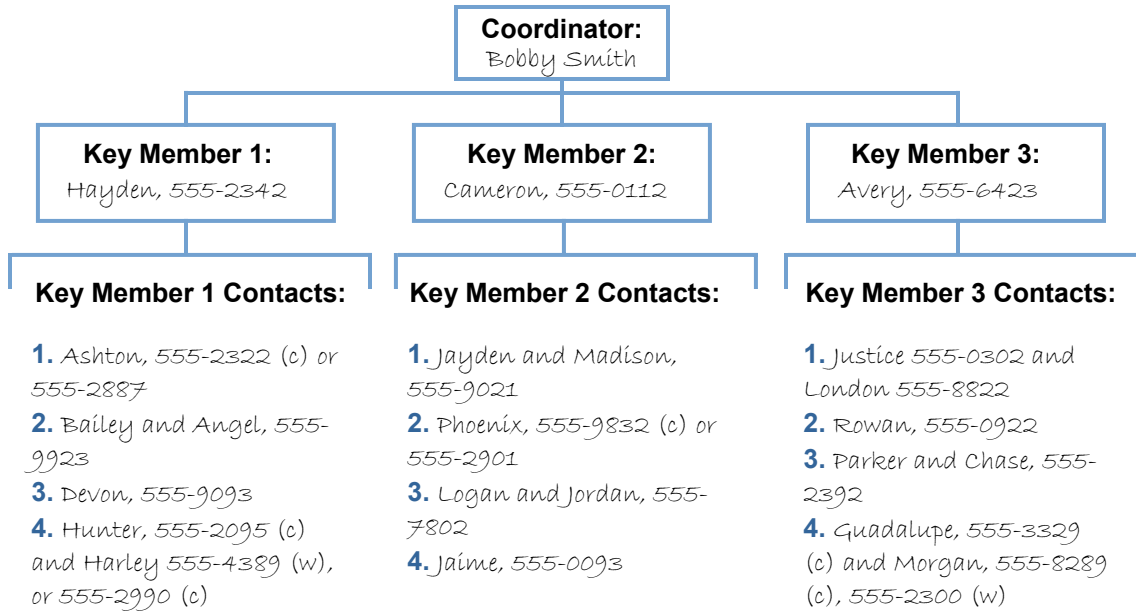 Coordinator:
Bobby Smith
Key Member 1:
Hayden, 555-2342
Key Member 2:
Cameron, 555-0112
Key Member 3:
Avery, 555-6423
Key Member 1 Contacts:
1. Ashton, 555-2322 (c) or
555-2887
2. Bailey and Angel, 555-
9923
3. Devon, 555-9093
4. Hunter, 555-2095 (c)
and Harley 555-4389 (w),
or 555-2990 (c)
Key Member 2 Contacts:
1. Jayden and Madison,
555-9021
2. Phoenix, 555-9832 (c) or
555-2901
3. Logan and Jordan, 555-
7802
4. Jaime, 555-0093
Key Member 3 Contacts:
1. Justice 555-0302 and
London 555-8822
2. Rowan, 555-0922
3. Parker and Chase, 555-
2392
4. Guadalupe, 555-3329
(c) and Morgan, 555-8289
(c), 555-2300 (w)